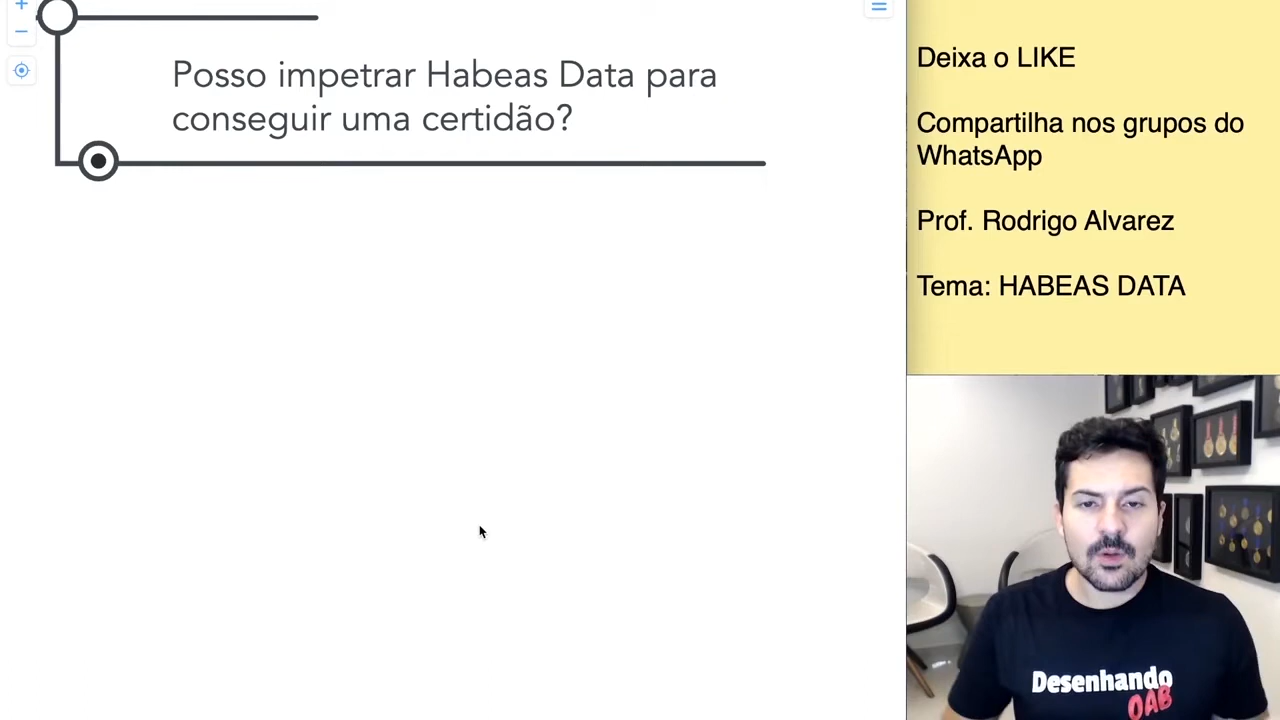 Posso impetrar Habeas Data para
conseguir uma certidão?
Deixa o LIKE
Compartilha nos grupos do
WhatsApp
Prof. Rodrigo Alvarez
Tema: HABEAS DATA
Desenhando
OAB